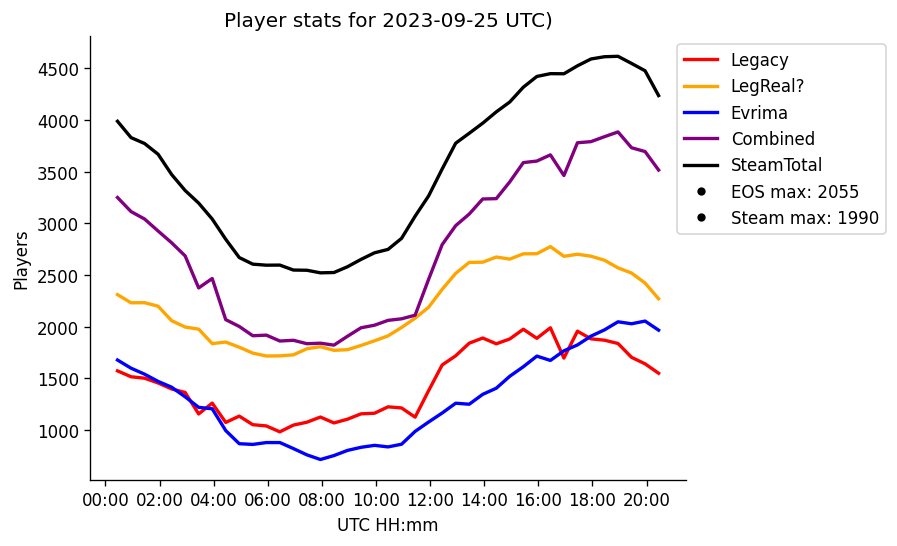 Player stats for 2023-09-25 UTC)
Players
4500
4000
3500
3000
2500
2000
1500
1000
00:00 02:00 04:00 06:00 08:00 10:00 12:00 14:00 16:00 18:00 20:00
UTC HH:mm
Legacy
LegReal?
Evrima
Combined
SteamTotal
EOS max: 2055
Steam max: 1990